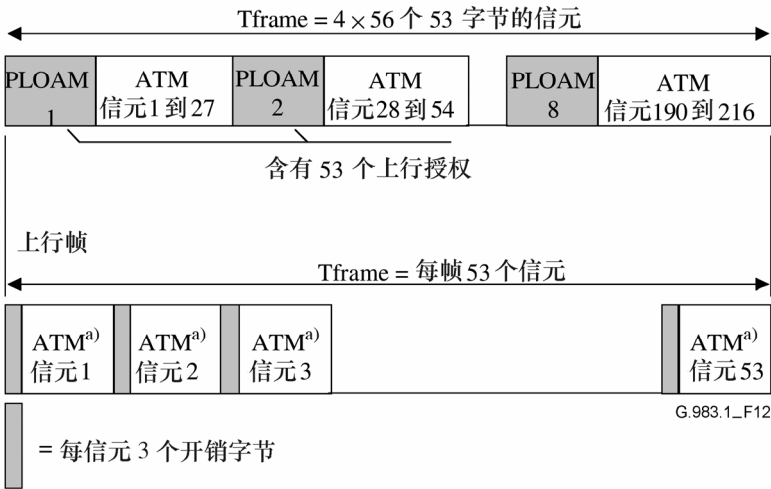 Tframe = 4×56个 53 字节的信元
PLOAM 1
ATM 信元1到27
PLOAM 2
ATM 信元28到54
PLOAM 8
ATM 信元190到216
含有 53 个上行授权
上行帧
Tframe = 每帧53个信元
ATMa) 信元1
ATMa) 信元2
ATMa) 信元3
ATMa) 信元53
G.983.1_F12
= 每信元 3 个开销字节